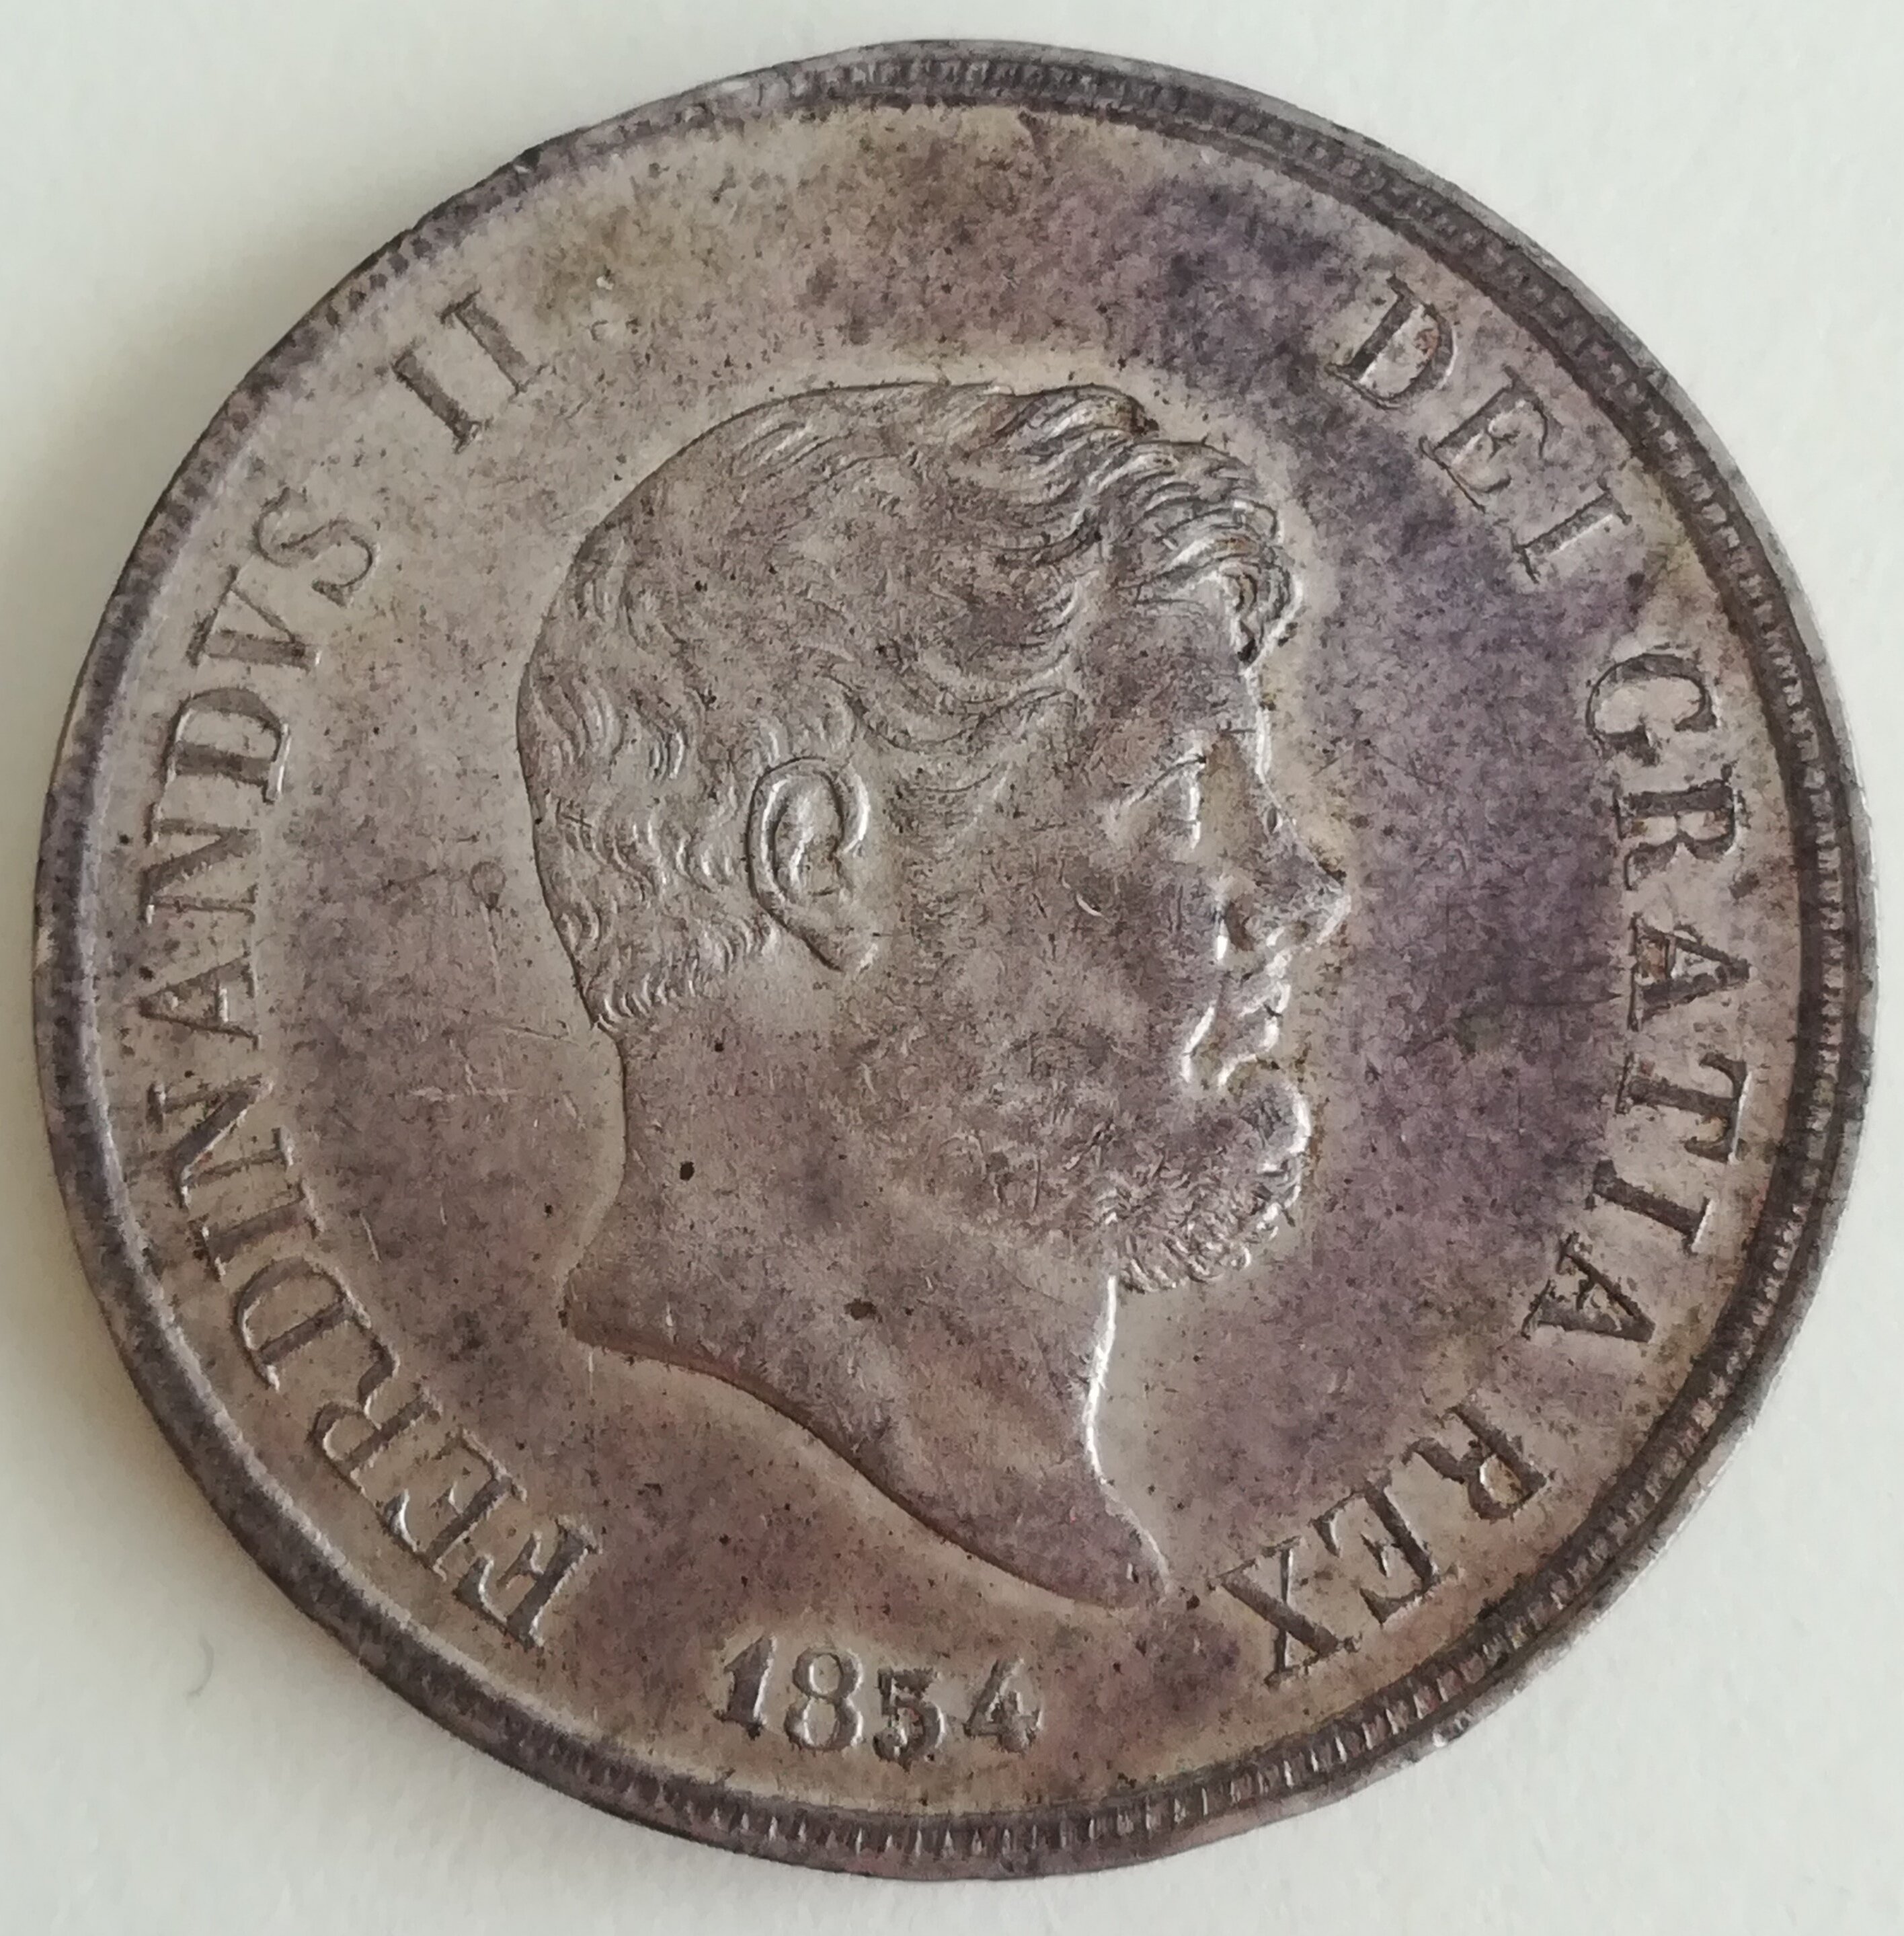 FERDINANDVS II DEI GRATIA REX
1854